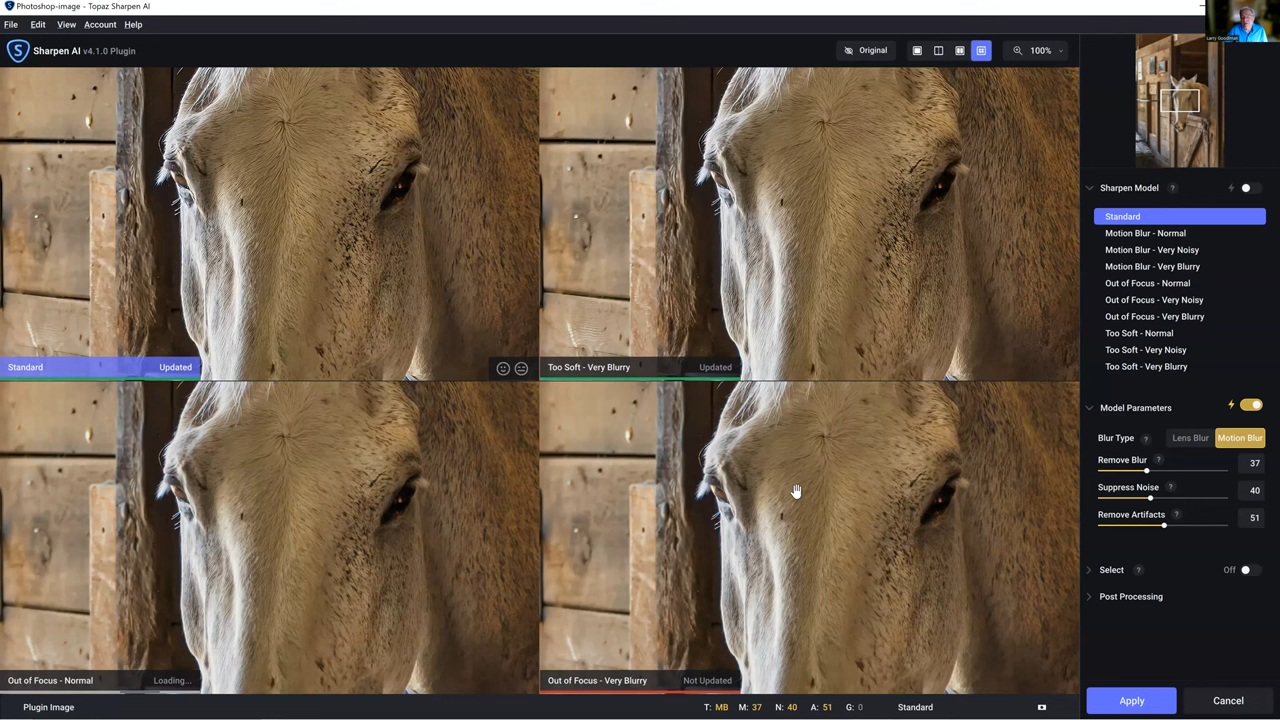 Photoshop-image - Topaz Sharpen AI
File Edit View Account Help
Larry Goodman
S Sharpen AI v4.1.0 Plugin
Original
100%
Sharpen Model ?
Standard
Motion Blur - Normal
Motion Blur - Very Noisy
Motion Blur - Very Blurry
Out of Focus - Normal
Out of Focus - Very Noisy
Out of Focus - Very Blurry
Too Soft - Normal
Too Soft - Very Noisy
Too Soft - Very Blurry
Standard Updated
Too Soft - Very Blurry Updated
Model Parameters
Blur Type ? Lens Blur Motion Blur
Remove Blur ? 37
Suppress Noise ? 40
Remove Artifacts ? 51
Select ? Off
Post Processing
Out of Focus - Normal Loading...
Out of Focus - Very Blurry Not Updated
Plugin Image
T: MB M: 37 N: 40 A: 51 G: 0 Standard
Apply Cancel